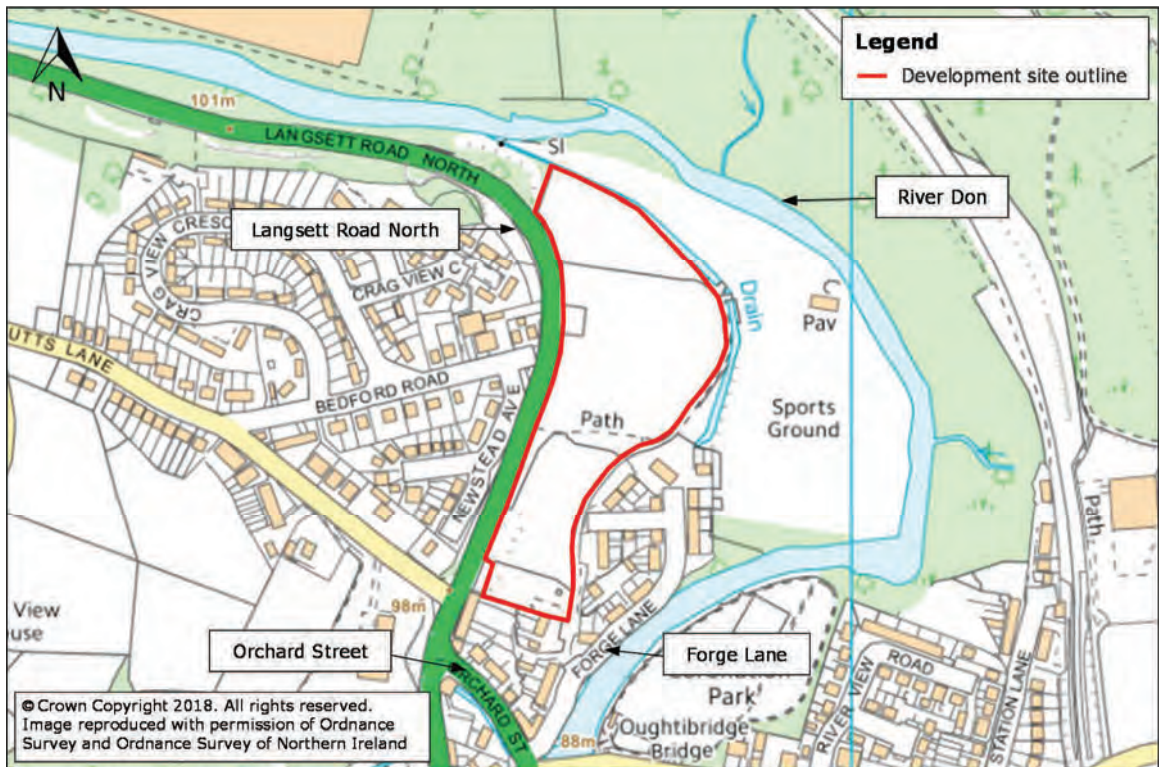 Legend
Development site outline
N
101m
LANGSETT ROAD NORTH
SI
River Don
Langsett Road North
CRAG VIEW CRESC
CRAG VIEW C
CRAG
Drain
Pav
UTTS LANE
BEDFORD ROAD
NEWSTEAD AVE
Path
Sports
Ground
Path
View
ouse
98m
Orchard Street
FORGE LANE
Forge Lane
Park
ORCHARD ST
Oughtibridge
Bridge
88m
RIVER VIEW
ROAD
STATION LANE
© Crown Copyright 2018. All rights reserved.
Image reproduced with permission of Ordnance
Survey and Ordnance Survey of Northern Ireland